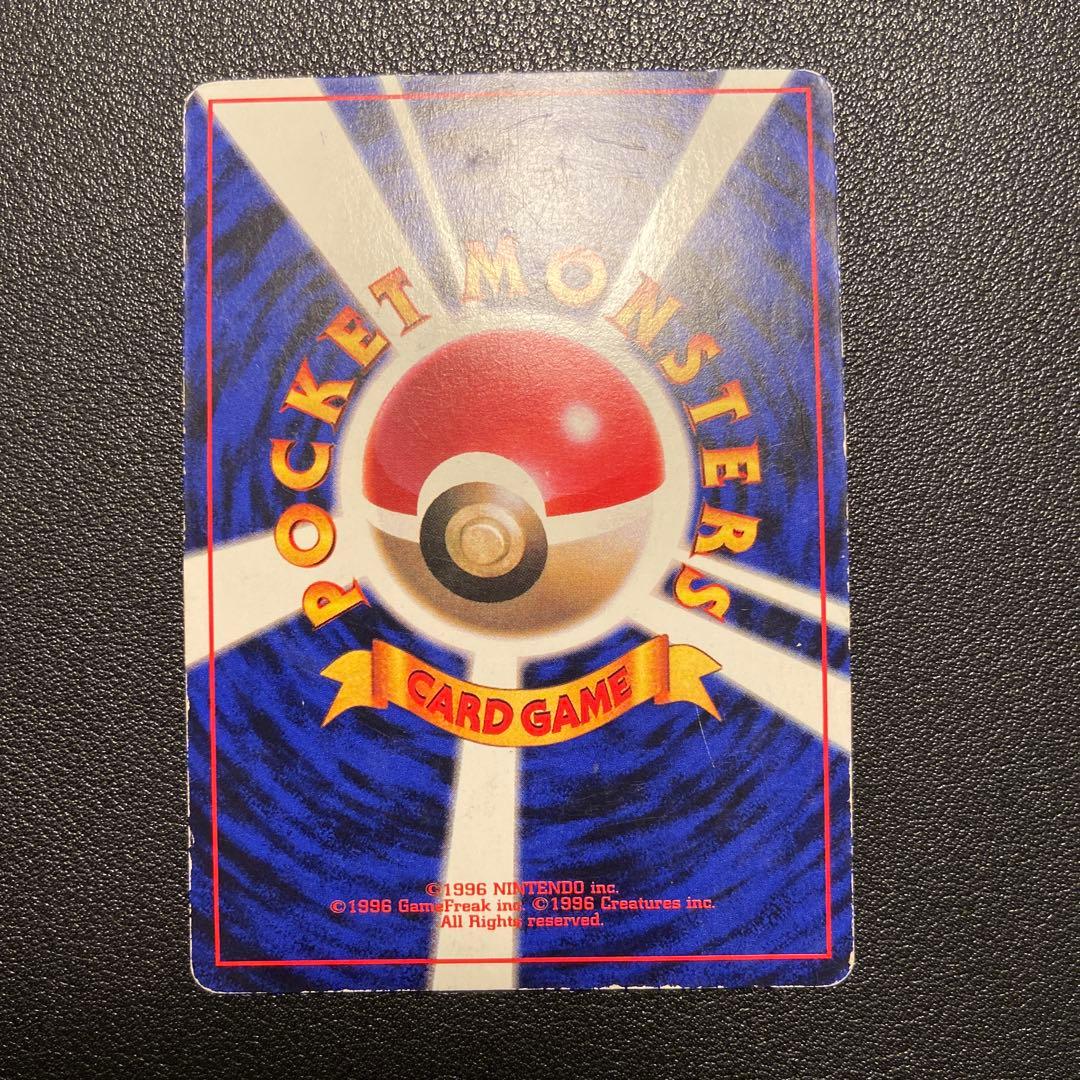 POCKET MONSTERS
CARD GAME
©1996 NINTENDO inc.
©1996 GameFreak inc. ©1996 Creatures inc.
All Rights reserved.